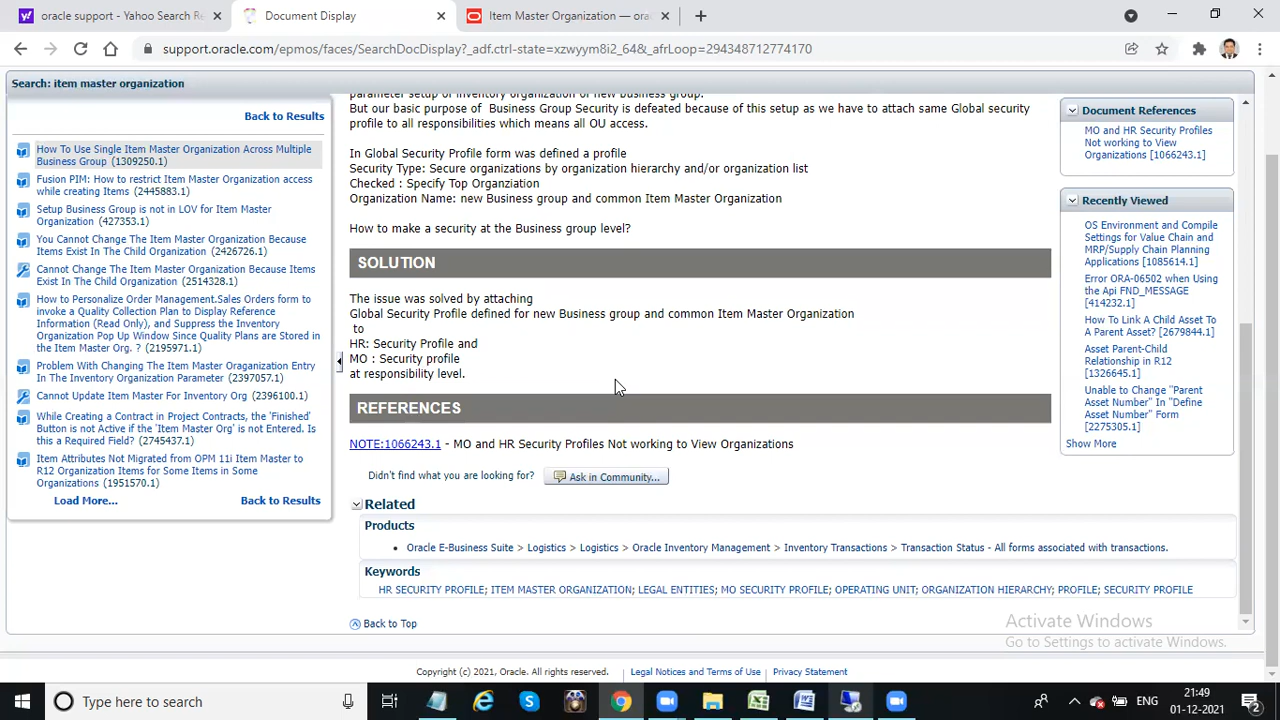 oracle support - Yahoo Search Re
Document Display
Item Master Organization — ora
support.oracle.com/epmos/faces/SearchDocDisplay?_adf.ctrl-state=xzwyym8i2_64&_afrLoop=294348712774170
Search: item master organization
Back to Results
How To Use Single Item Master Organization Across Multiple
Business Group (1309250.1)
Fusion PIM: How to restrict Item Master Organization access
while creating Items (2445883.1)
Setup Business Group is not in LOV for Item Master
Organization (427353.1)
You Cannot Change The Item Master Organization Because
Items Exist In The Child Organization (2426726.1)
Cannot Change The Item Master Organization Because Items
Exist In The Child Organization (2514328.1)
How to Personalize Order Management.Sales Orders form to
invoke a Quality Collection Plan to Display Reference
Information (Read Only), and Suppress the Inventory
Organization Pop Up Window Since Quality Plans are Stored in
the Item Master Org. ? (2195971.1)
Problem With Changing The Item Master Oraganization Entry
In The Inventory Organization Parameter (2397057.1)
Cannot Update Item Master For Inventory Org (2396100.1)
While Creating a Contract in Project Contracts, the 'Finished'
Button is not Active if the 'Item Master Org' is not Entered. Is
this a Required Field? (2745437.1)
Item Attributes Not Migrated from OPM 11i Item Master to
R12 Organization Items for Some Items in Some
Organizations (1951570.1)
Load More...
Back to Results
parameter setup of inventory organization of new business group.
But our basic purpose of Business Group Security is defeated because of this setup as we have to attach same Global security
profile to all responsibilities which means all OU access.
In Global Security Profile form was defined a profile
Security Type: Secure organizations by organization hierarchy and/or organization list
Checked : Specify Top Organziation
Organization Name: new Business group and common Item Master Organization
How to make a security at the Business group level?
SOLUTION
The issue was solved by attaching
Global Security Profile defined for new Business group and common Item Master Organization
to
HR: Security Profile and
MO : Security profile
at responsibility level.
REFERENCES
NOTE:1066243.1 - MO and HR Security Profiles Not working to View Organizations
Didn't find what you are looking for?
Ask in Community...
Related
Products
Oracle E-Business Suite > Logistics > Logistics > Oracle Inventory Management > Inventory Transactions > Transaction Status - All forms associated with transactions.
Keywords
HR SECURITY PROFILE; ITEM MASTER ORGANIZATION; LEGAL ENTITIES; MO SECURITY PROFILE; OPERATING UNIT; ORGANIZATION HIERARCHY; PROFILE; SECURITY PROFILE
Back to Top
Document References
MO and HR Security Profiles
Not working to View
Organizations [1066243.1]
Recently Viewed
OS Environment and Compile
Settings for Value Chain and
MRP/Supply Chain Planning
Applications [1085614.1]
Error ORA-06502 when Using
the Api FND_MESSAGE
[414232.1]
How To Link A Child Asset To
A Parent Asset? [2679844.1]
Asset Parent-Child
Relationship in R12
[1326645.1]
Unable to Change "Parent
Asset Number" In "Define
Asset Number" Form
[2275305.1]
Show More
Activate Windows
Go to Settings to activate Windows.
Copyright (c) 2021, Oracle. All rights reserved.
Legal Notices and Terms of Use
Privacy Statement
Type here to search
ENG
21:49
01-12-2021
2